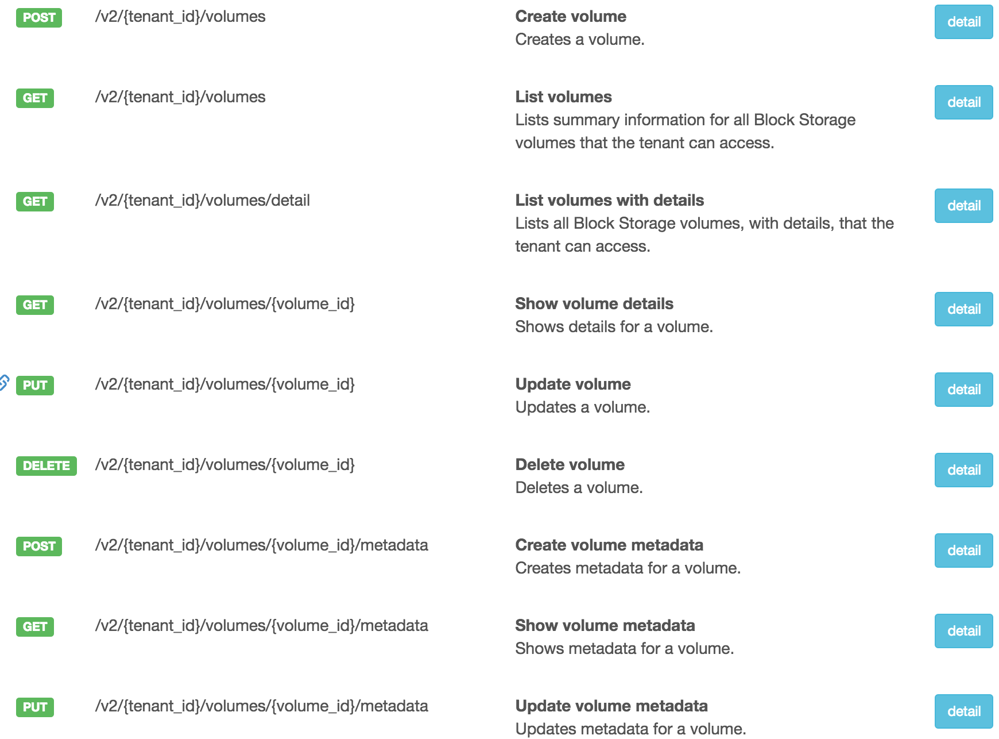 POST /v2/{tenant_id}/volumes Create volume detail
Creates a volume.
GET /v2/{tenant_id}/volumes List volumes detail
Lists summary information for all Block Storage
volumes that the tenant can access.
GET /v2/{tenant_id}/volumes/detail List volumes with details detail
Lists all Block Storage volumes, with details, that the
tenant can access.
GET /v2/{tenant_id}/volumes/{volume_id} Show volume details detail
Shows details for a volume.
PUT /v2/{tenant_id}/volumes/{volume_id} Update volume detail
Updates a volume.
DELETE /v2/{tenant_id}/volumes/{volume_id} Delete volume detail
Deletes a volume.
POST /v2/{tenant_id}/volumes/{volume_id}/metadata Create volume metadata detail
Creates metadata for a volume.
GET /v2/{tenant_id}/volumes/{volume_id}/metadata Show volume metadata detail
Shows metadata for a volume.
PUT /v2/{tenant_id}/volumes/{volume_id}/metadata Update volume metadata detail
Updates metadata for a volume.